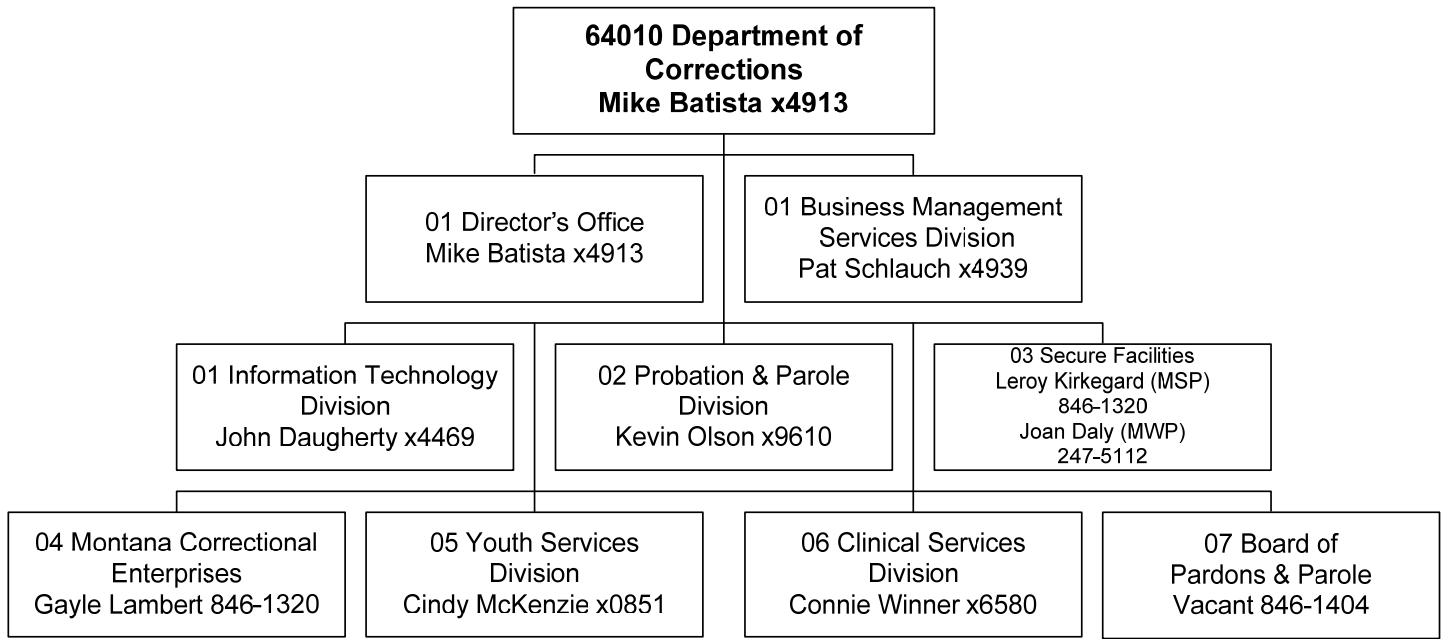 64010 Department of
Corrections
Mike Batista x4913
01 Director's Office
Mike Batista x4913
01 Business Management
Services Division
Pat Schlauch x4939
01 Information Technology
Division
John Daugherty x4469
02 Probation & Parole
Division
Kevin Olson x9610
03 Secure Facilities
Leroy Kirkegard (MSP)
846-1320
Joan Daly (MWP)
247-5112
04 Montana Correctional
Enterprises
Gayle Lambert 846-1320
05 Youth Services
Division
Cindy McKenzie x0851
06 Clinical Services
Division
Connie Winner x6580
07 Board of
Pardons & Parole
Vacant 846-1404